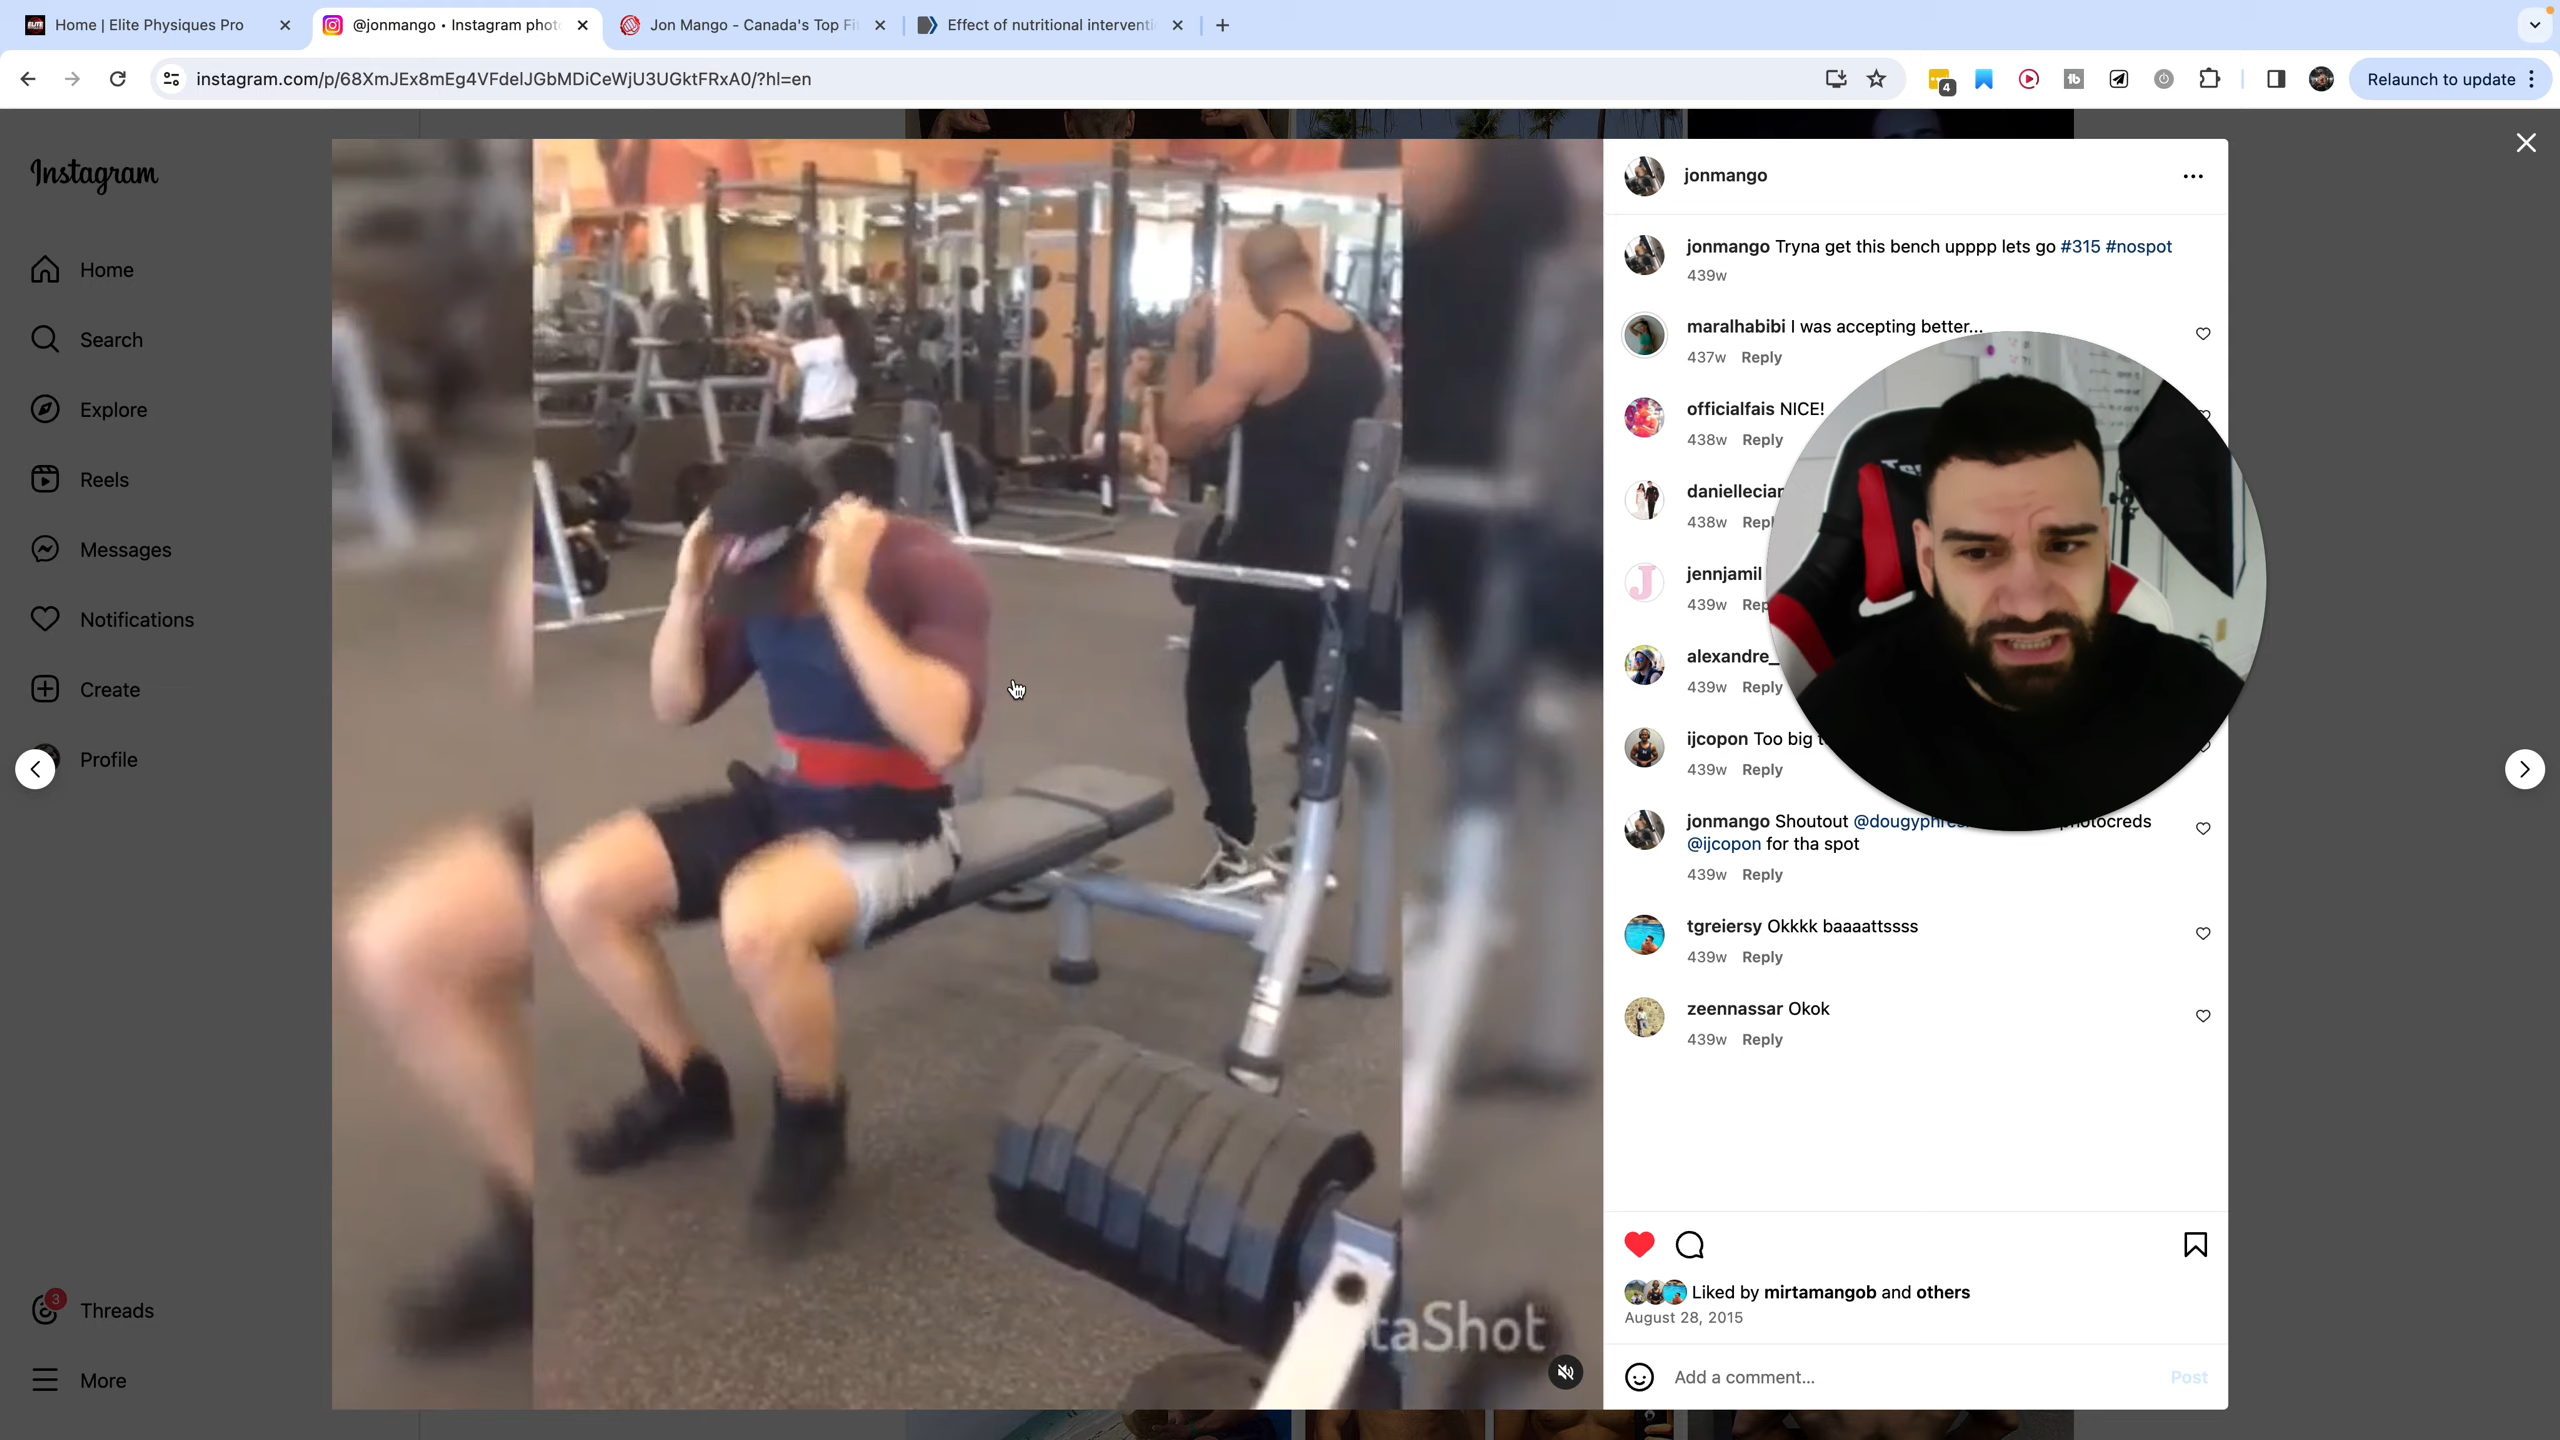 Home | Elite Physiques Pro
@jonmango • Instagram phot
Jon Mango - Canada's Top Fi
Effect of nutritional interventi
instagram.com/p/68XmJEx8mEg4VFdelJGbMDiCeWjU3UGktFRxA0/?hl=en
4
tb
Relaunch to update
Instagram
Home
Search
Explore
Reels
Messages
Notifications
Create
Profile
3
Threads
More
jonmango
jonmango Tryna get this bench upppp lets go #315 #nospot
439w
maralhabibi I was accepting better...
437w Reply
officialfais NICE!
438w Reply
438w
jennjamil
439w
439w Reply
ijcopon Too big
439w Reply
jonmango Shoutout
@ijcopon for tha spot
439w Reply
tgreiersy Okkkk baaaattssss
439w Reply
zeennassar Okok
439w Reply
Liked by mirtamangob and others
August 28, 2015
Add a comment...
Post